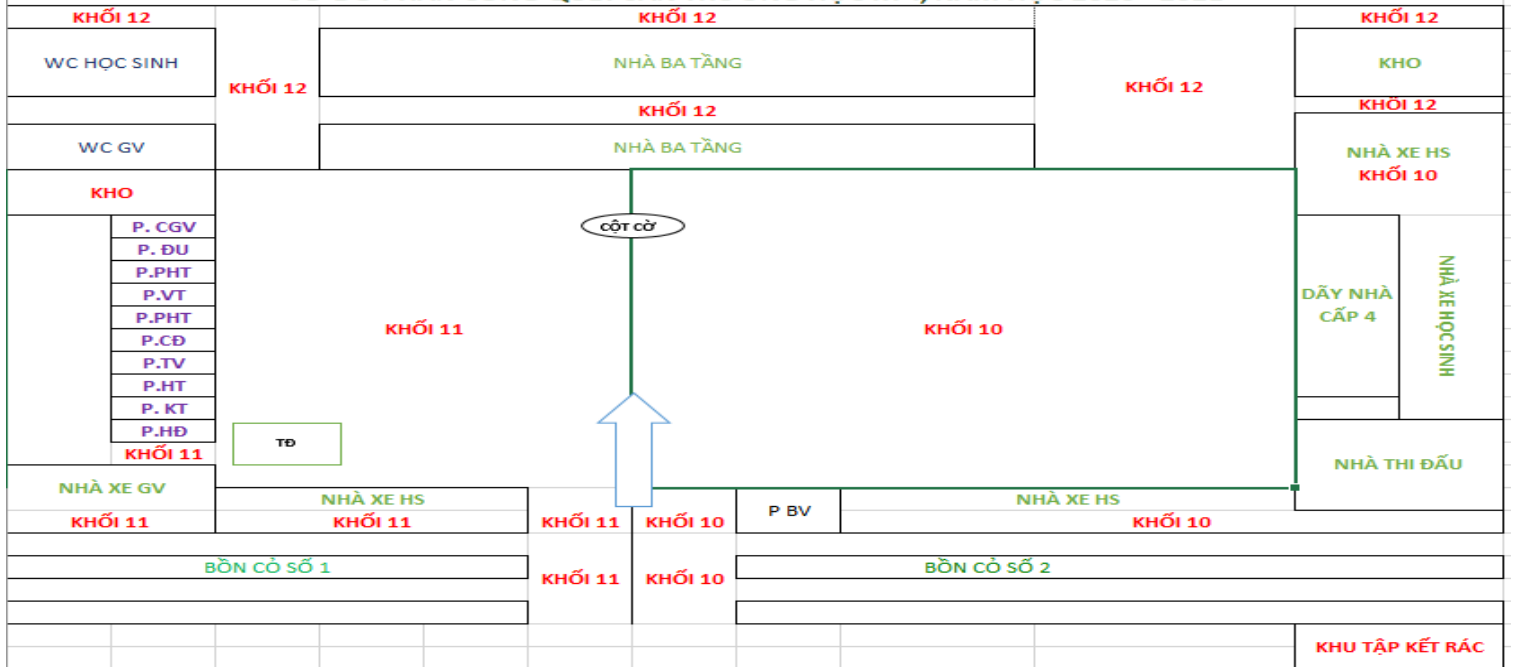 KHỐI 12
KHỐI 12
KHỐI 12
WC HỌC SINH
NHÀ BA TẦNG
KHO
KHỐI 12
KHỐI 12
KHỐI 12
KHỐI 12
WC GV
NHÀ BA TẦNG
NHÀ XE HS
KHỐI 10
KHO
P. CGV
CỘT CỜ
P. ĐU
P.PHT
P.VT
P.PHT
P.CĐ
P.TV
P.HT
P. KT
P.HĐ
KHỐI 11
KHỐI 11
KHỐI 10
DÃY NHÀ
CẤP 4
NHÀ XE HỌC SINH
TĐ
NHÀ THI ĐẤU
NHÀ XE GV
NHÀ XE HS
P BV
NHÀ XE HS
KHỐI 11
KHỐI 11
KHỐI 11
KHỐI 10
KHỐI 10
BỒN CỎ SỐ 1
KHỐI 11
KHỐI 10
BỒN CỎ SỐ 2
KHU TẬP KẾT RÁC